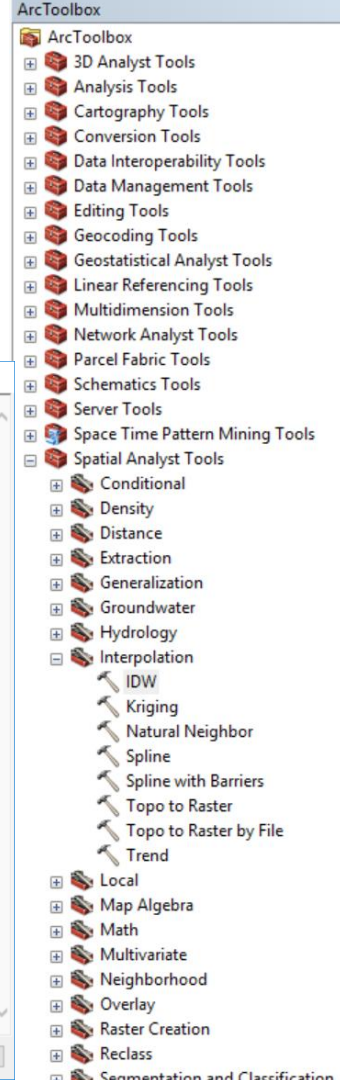 ArcToolbox
ArcToolbox
3D Analyst Tools
Analysis Tools
Cartography Tools
Conversion Tools
Data Interoperability Tools
Data Management Tools
Editing Tools
Geocoding Tools
Geostatistical Analyst Tools
Linear Referencing Tools
Multidimension Tools
Network Analyst Tools
Parcel Fabric Tools
Schematics Tools
Server Tools
Space Time Pattern Mining Tools
Spatial Analyst Tools
Conditional
Density
Distance
Extraction
Generalization
Groundwater
Hydrology
Interpolation
IDW
Kriging
Natural Neighbor
Spline
Spline with Barriers
Topo to Raster
Topo to Raster by File
Trend
Local
Map Algebra
Math
Multivariate
Neighborhood
Overlay
Raster Creation
Reclass
Segmentation and Classification